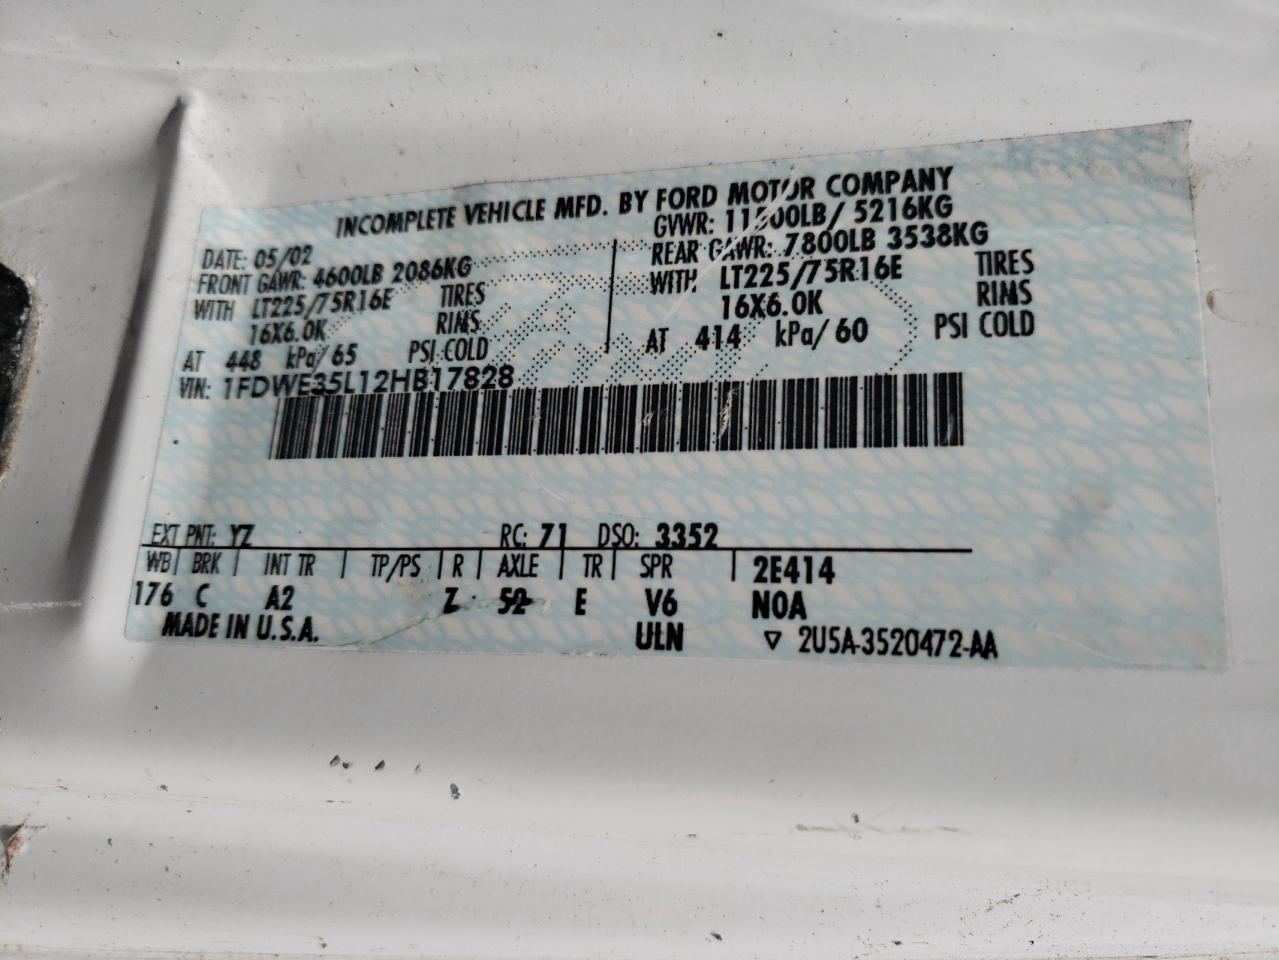 INCOMPLETE VEHICLE MFD. BY FORD MOTOR COMPANY
DATE: 05/02 GVWR: 11500LB/ 5216KG
FRONT GAWR: 4600LB 2086KG REAR GAWR: 7800LB 3538KG
WITH LT225/75R16E TIRES WITH LT225/75R16E TIRES
16X6.0K RIMS 16X6.0K RIMS
AT 448 kPa/65 PSI COLD AT 414 kPa/60 PSI COLD
VIN: 1FDWE35L12HB17828
EXT PNT: YZ RC: 71 DSO: 3352
WB BRK INT TR TP/PS R AXLE TR SPR 2E414
176 C A2 Z 52 E V6 NOA
MADE IN U.S.A. ULN ▽ 2U5A-3520472-AA